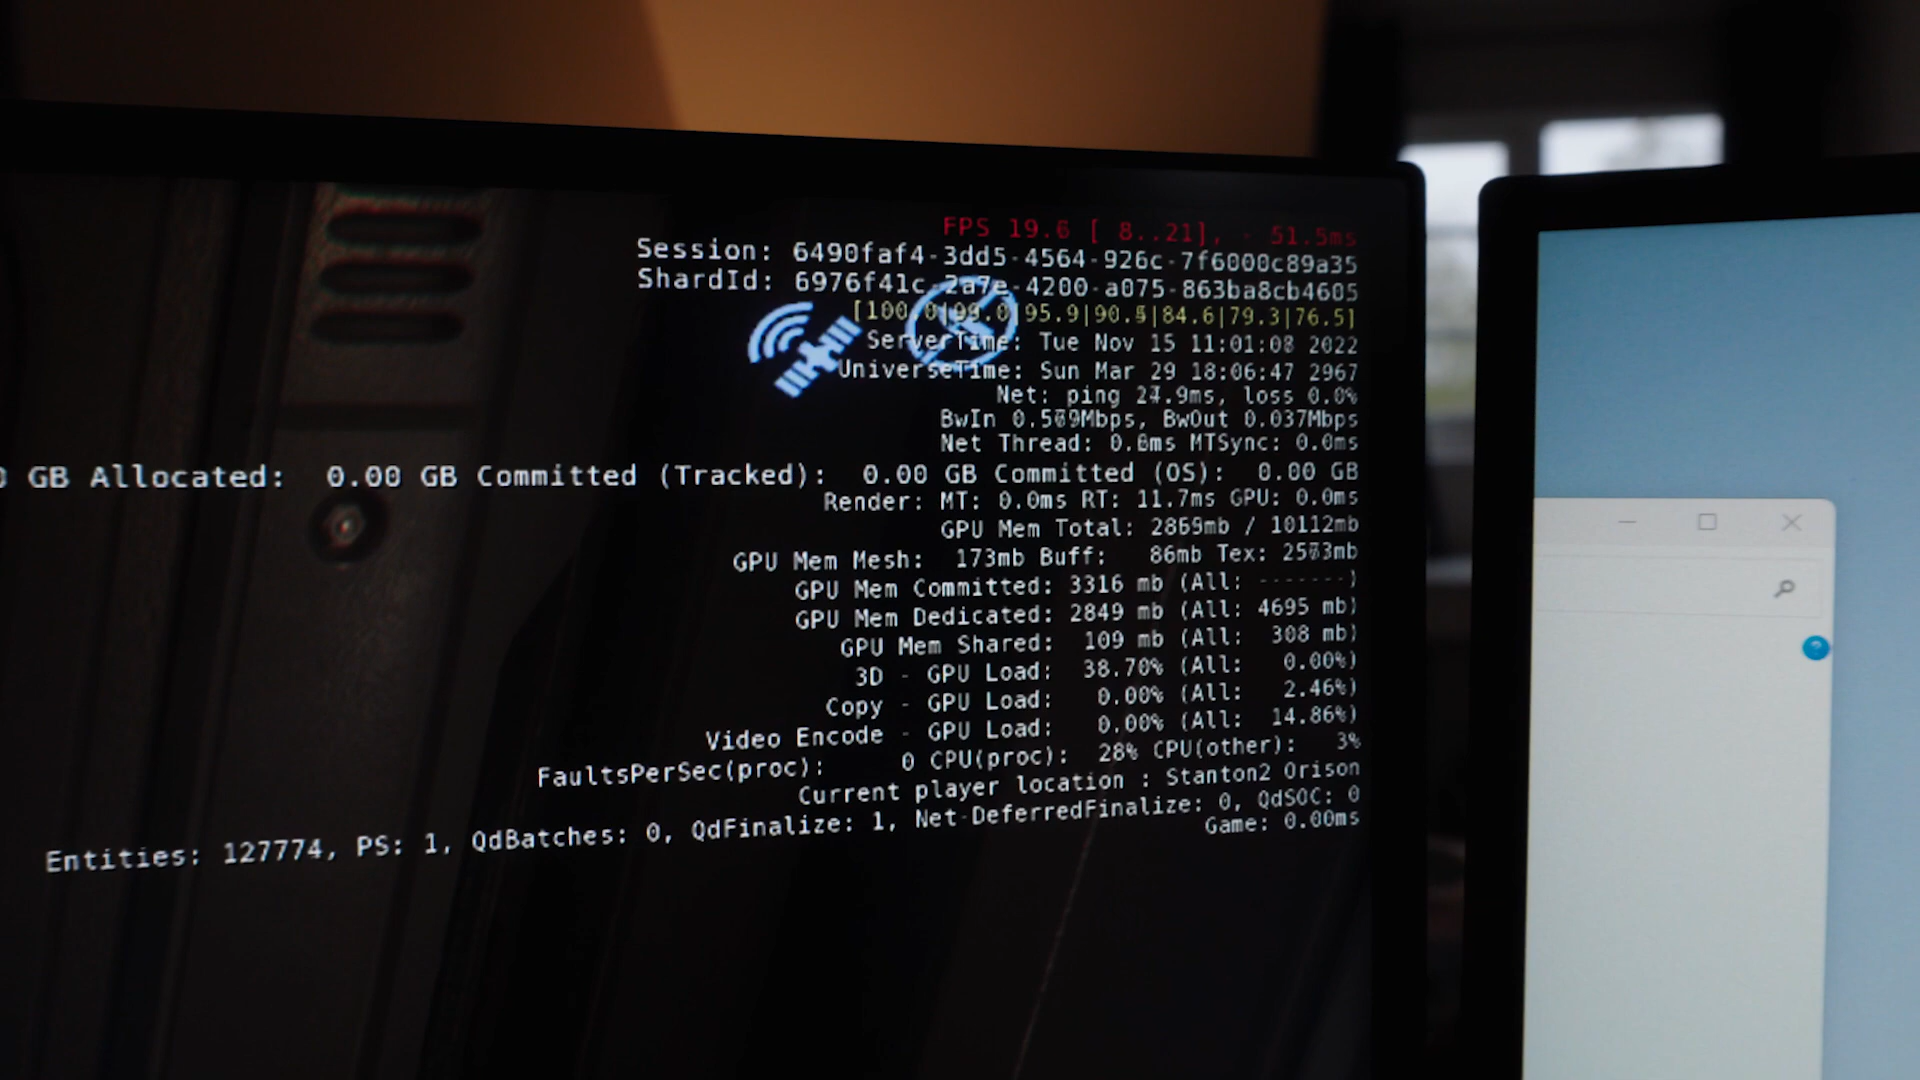 FPS 19.6 [ 8..21], - 51.5ms
Session: 6490faf4-3dd5-4564-926c-7f6000c89a35
ShardId: 6976f41c-2a7e-4200-a075-863ba8cb4605
[100.0|99.0|95.9|90.5|84.6|79.3|76.5]
ServerTime: Tue Nov 15 11:01:08 2022
UniverseTime: Sun Mar 29 18:06:47 2967
Net: ping ms, loss 0.0%
BwIn Mbps, BwOut 0.037Mbps
Net Thread: ms MTSync: 0.0ms
GB Allocated: 0.00 GB Committed (Tracked): 0.00 GB Committed (OS): 0.00 GB
Render: MT: 0.0ms RT: 11.7ms GPU: 0.0ms
GPU Mem Total: 2869mb / 10112mb
GPU Mem Mesh: 173mb Buff: 86mb Tex:
GPU Mem Committed: 3316 mb (All: -------)
GPU Mem Dedicated: 2849 mb (All: 4695 mb)
GPU Mem Shared: 109 mb (All: 308 mb)
3D - GPU Load: 38.70% (All: 0.00%)
Copy - GPU Load: 0.00% (All: 2.46%)
Video Encode - GPU Load: 0.00% (All: 14.86%)
FaultsPerSec(proc): 0 CPU(proc): 28% CPU(other): 3%
Current player location : Stanton2 Orison
Entities: 127774, PS: 1, QdBatches: 0, QdFinalize: 1, Net-DeferredFinalize: 0, QdSOC: 0
Game: 0.00ms